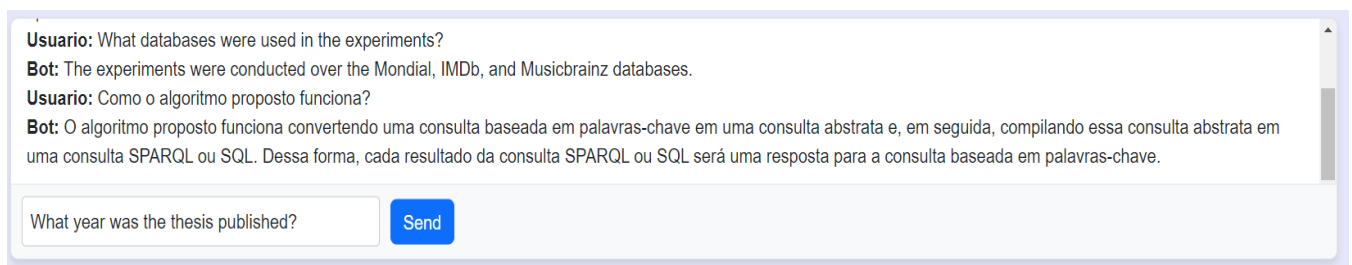 Usuario: What databases were used in the experiments?
Bot: The experiments were conducted over the Mondial, IMDb, and Musicbrainz databases.
Usuario: Como o algoritmo proposto funciona?
Bot: O algoritmo proposto funciona convertendo uma consulta baseada em palavras-chave em uma consulta abstrata e, em seguida, compilando essa consulta abstrata em
uma consulta SPARQL ou SQL. Dessa forma, cada resultado da consulta SPARQL ou SQL será uma resposta para a consulta baseada em palavras-chave.
What year was the thesis published?
Send